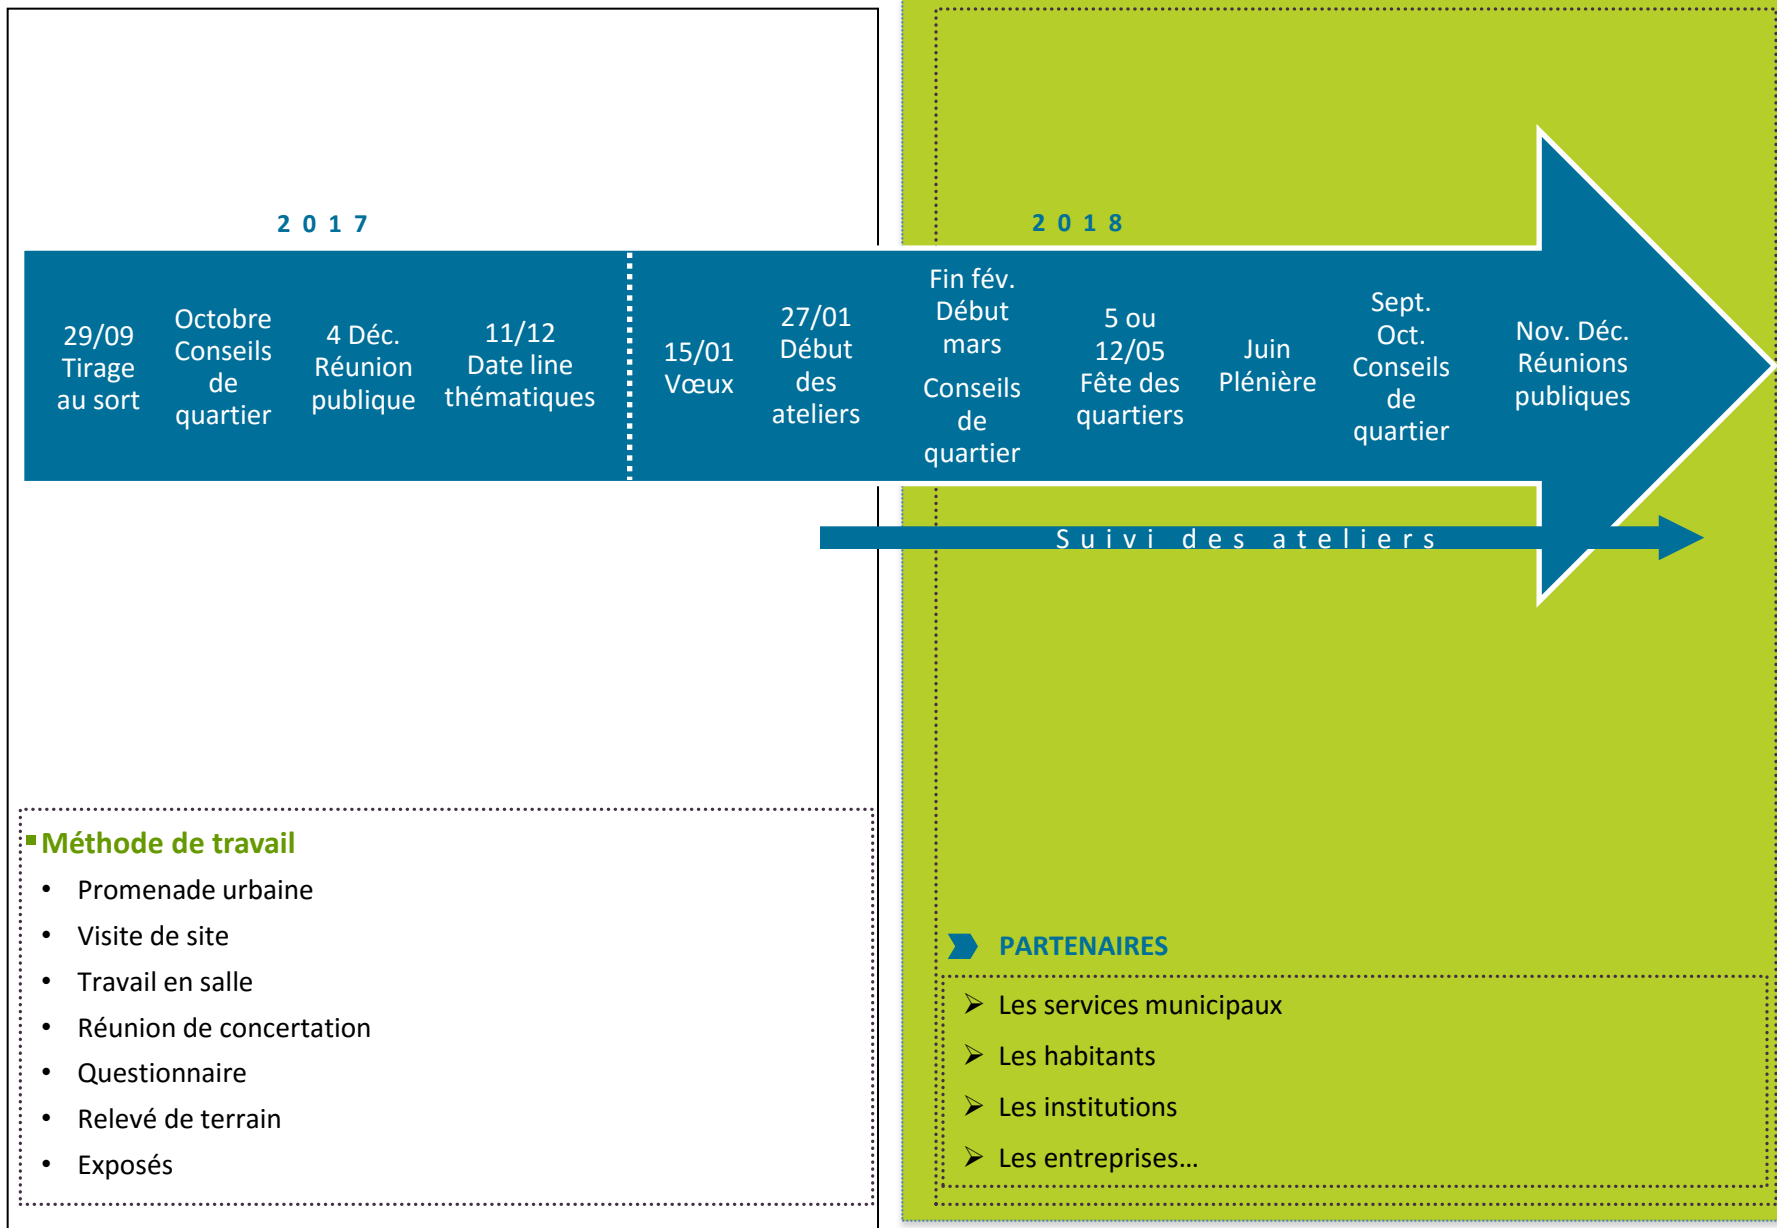 2 0 1 7
2 0 1 8
29/09
Tirage
au sort
Octobre
Conseils
de
quartier
4 Déc.
Réunion
publique
11/12
Date line
thématiques
15/01
Vœux
27/01
Début
des
ateliers
Fin fév.
Début
mars
Conseils
de
quartier
5 ou
12/05
Fête des
quartiers
Juin
Plénière
Sept.
Oct.
Conseils
de
quartier
Nov. Déc.
Réunions
publiques
Suivi des ateliers
Méthode de travail
• Promenade urbaine
• Visite de site
• Travail en salle
• Réunion de concertation
• Questionnaire
• Relevé de terrain
• Exposés
PARTENAIRES
➢ Les services municipaux
➢ Les habitants
➢ Les institutions
➢ Les entreprises…